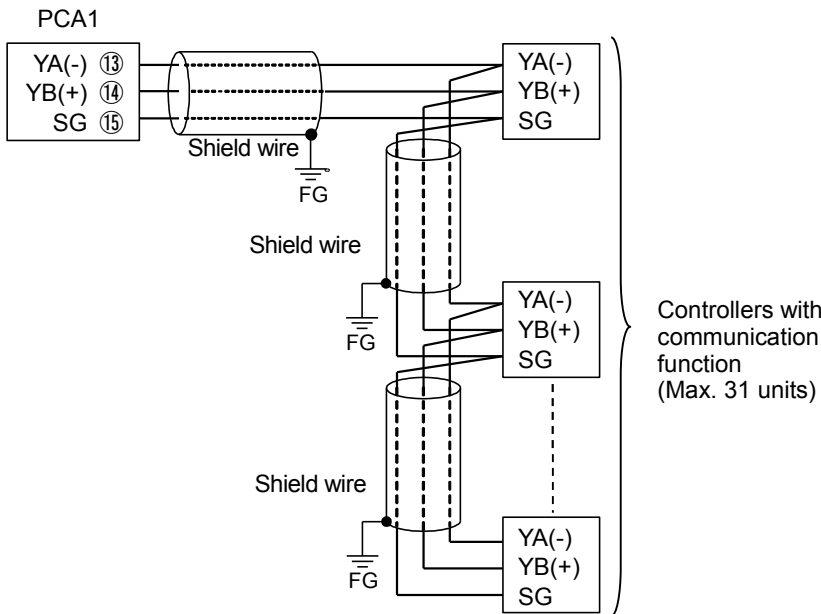 PCA1
YA(-) ⑬
YB(+) ⑭
SG ⑮
Shield wire
FG
YA(-)
YB(+)
SG
Shield wire
FG
YA(-)
YB(+)
SG
Controllers with
communication
function
(Max. 31 units)
Shield wire
FG
YA(-)
YB(+)
SG